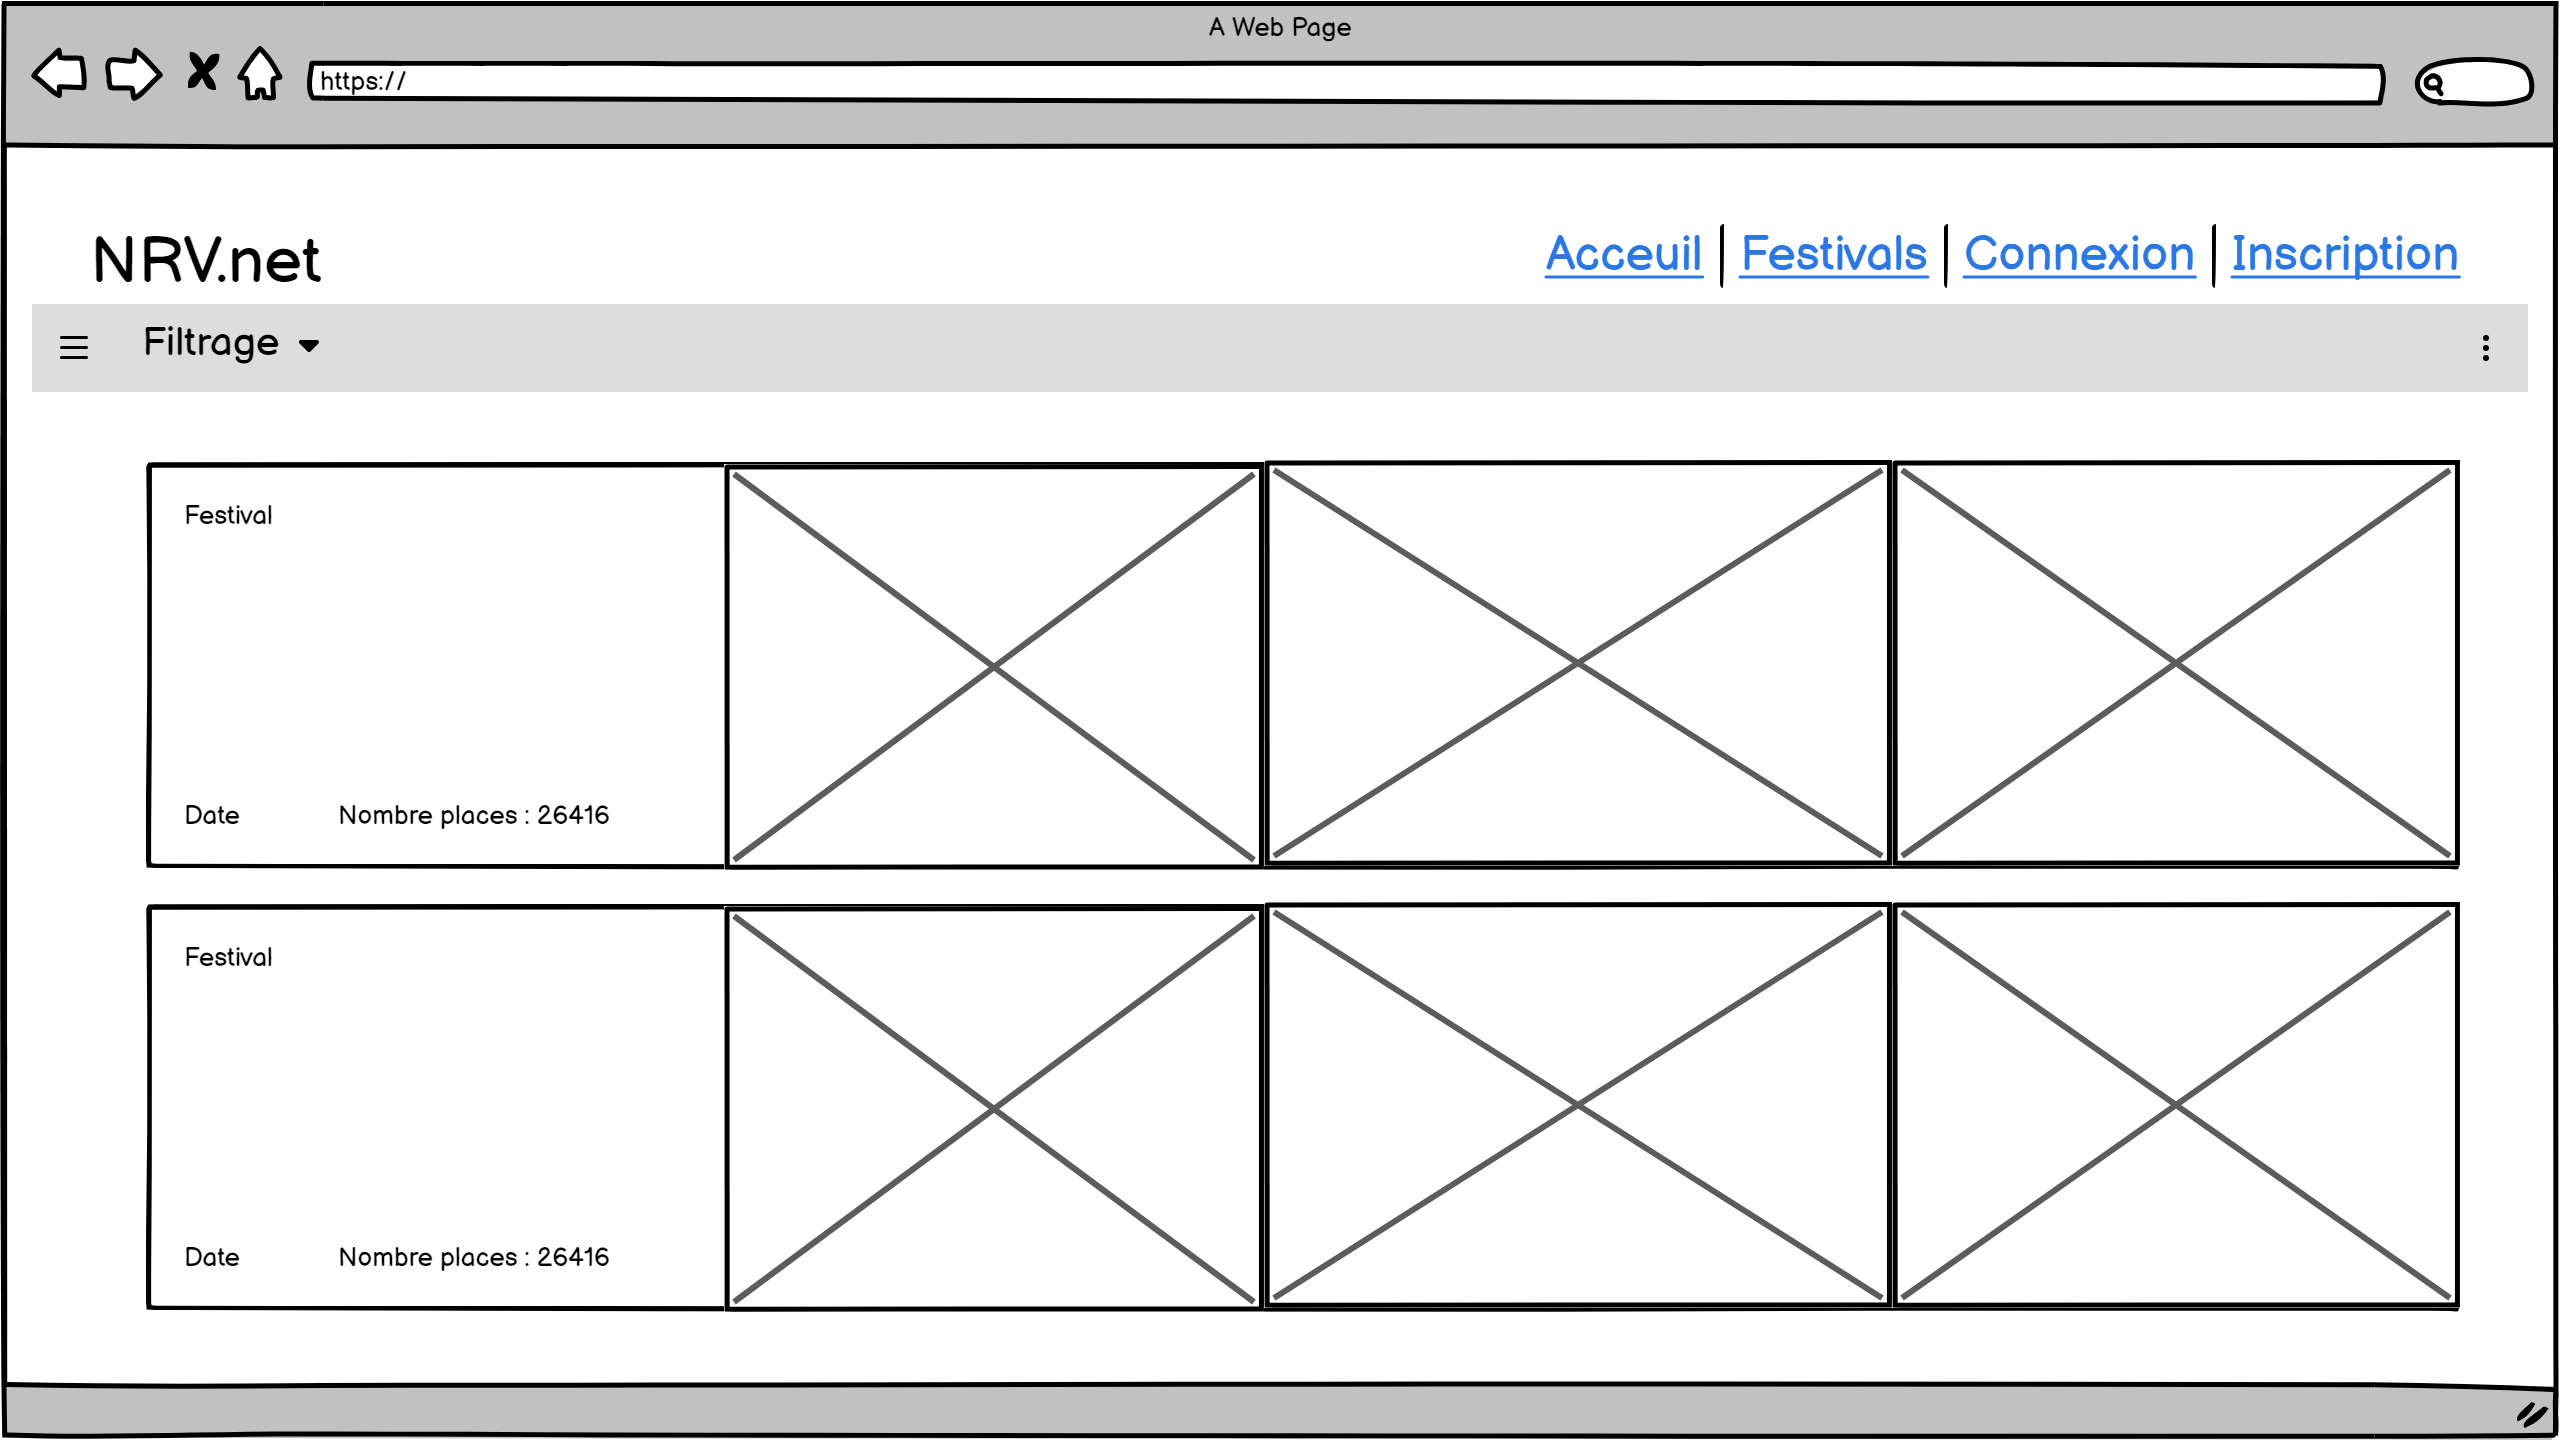 A Web Page
https://
NRV.net
Acceuil Festivals Connexion Inscription
Filtrage
Festival
Date Nombre places : 26416
Festival
Date Nombre places : 26416